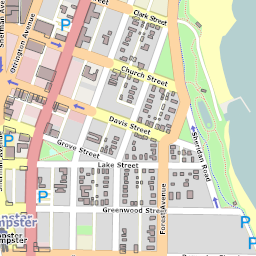 Oak Street
Sherman Avenue
Orrington Avenue
P
Church Street
Davis Street
Sheridan Road
P
Grove Street
Lake Street
Forest Avenue
P
Greenwood Street
P